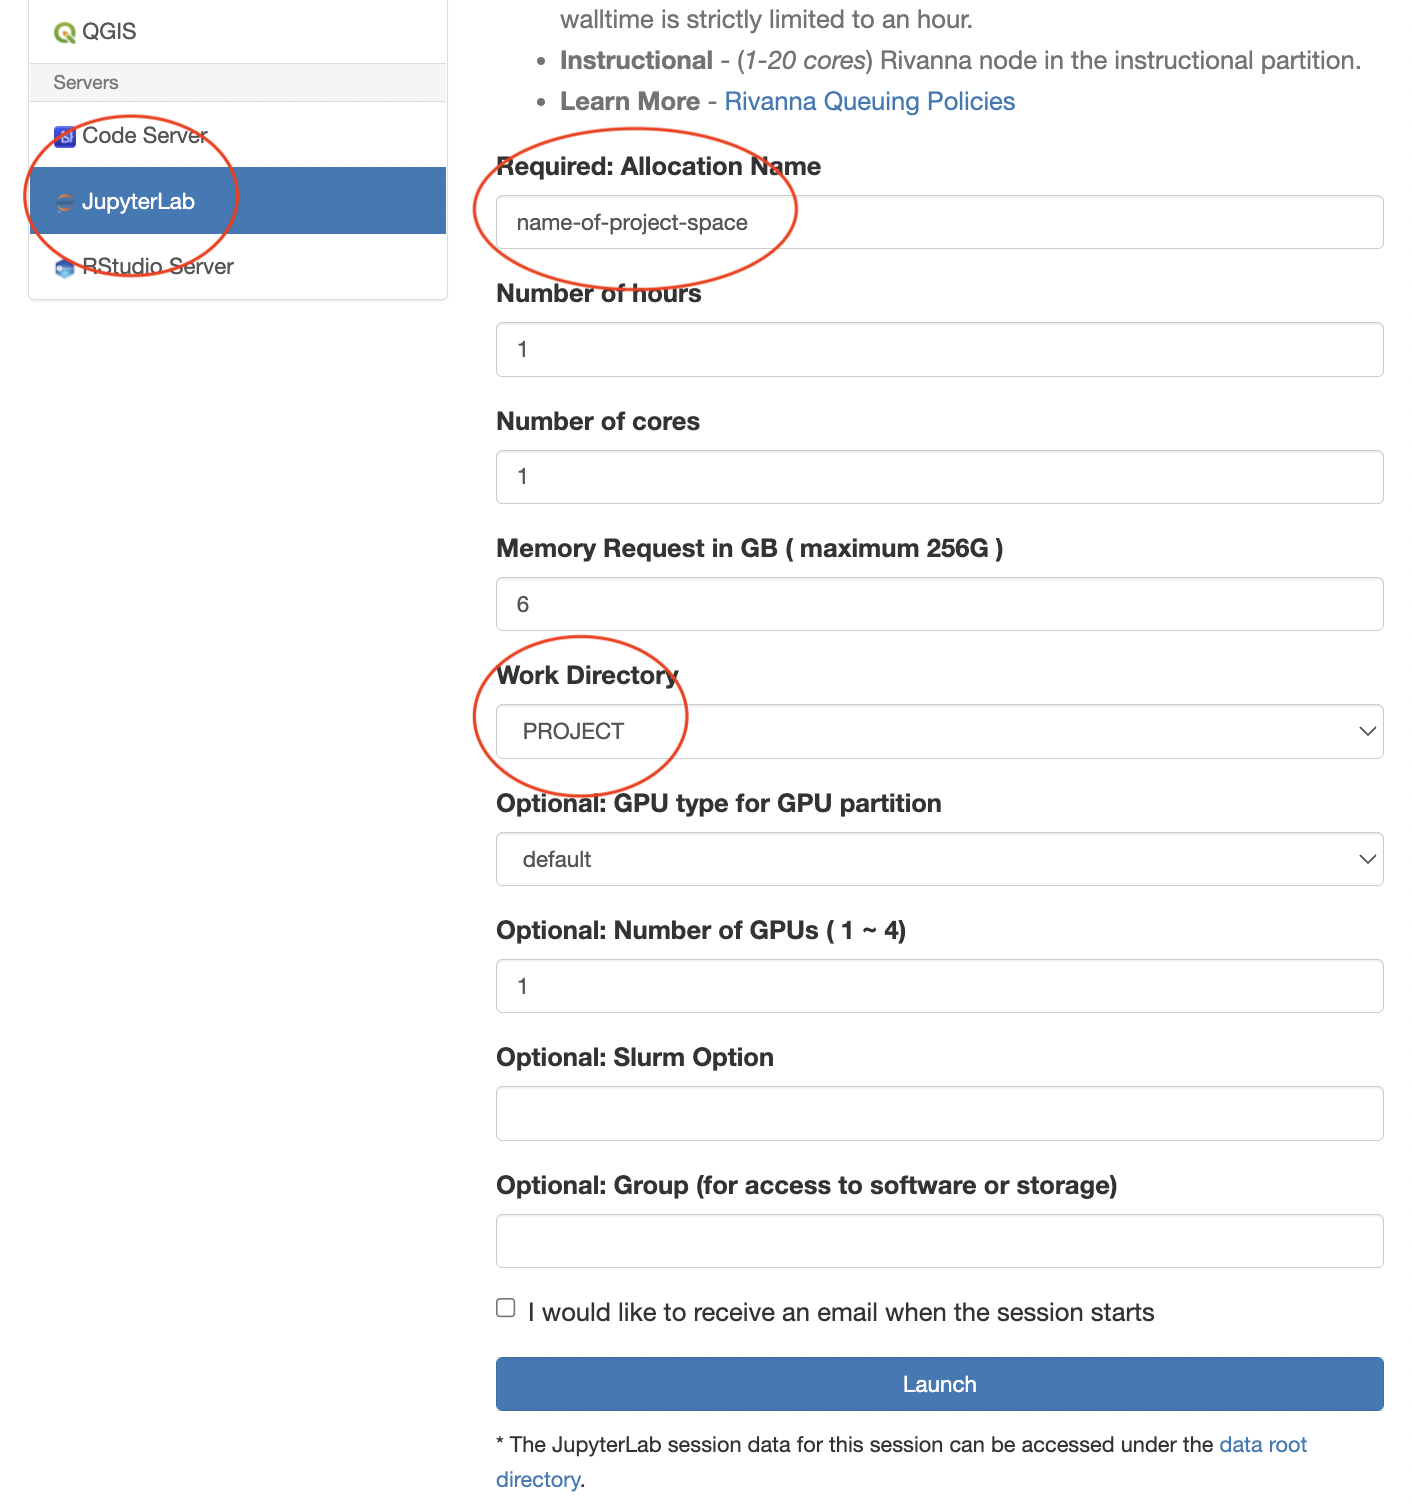 QGIS
Servers
Code Server
JupyterLab
RStudio Server
walltime is strictly limited to an hour.
• Instructional - (1-20 cores) Rivanna node in the instructional partition.
• Learn More - Rivanna Queuing Policies
Required: Allocation Name
name-of-project-space
Number of hours
1
Number of cores
1
Memory Request in GB ( maximum 256G )
6
Work Directory
PROJECT
Optional: GPU type for GPU partition
default
Optional: Number of GPUs ( 1 ~ 4)
1
Optional: Slurm Option
Optional: Group (for access to software or storage)
I would like to receive an email when the session starts
Launch
* The JupyterLab session data for this session can be accessed under the data root
directory.